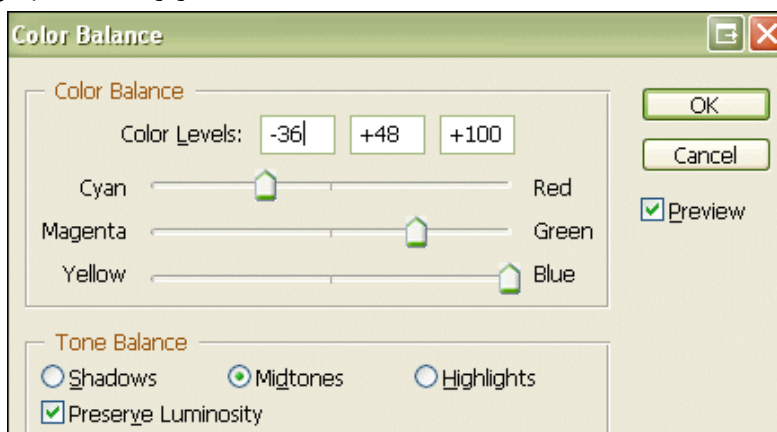 Color Balance
Color Balance
Color Levels: -36 +48 +100
Cyan Red
Magenta Green
Yellow Blue
Tone Balance
Shadows Midtones Highlights
Preserve Luminosity
OK
Cancel
Preview